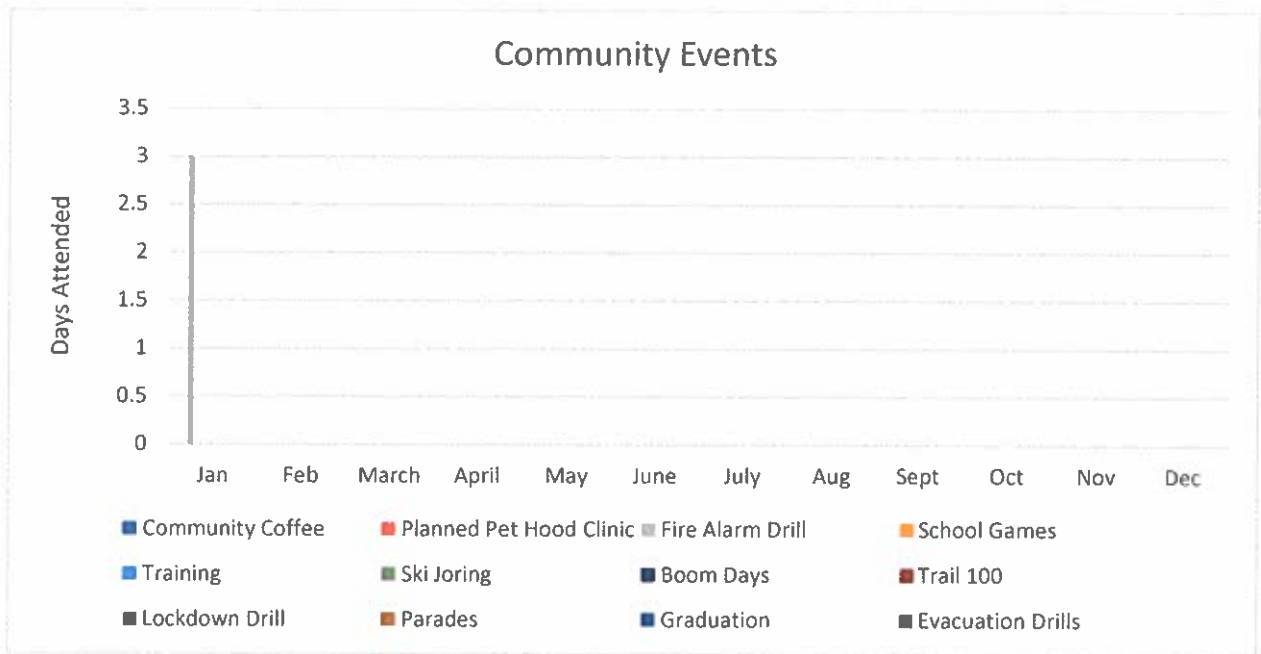 Community Events
3.5
3
2.5
2
1.5
1
0.5
0
Days Attended
Jan Feb March April May June July Aug Sept Oct Nov Dec
Community Coffee Planned Pet Hood Clinic Fire Alarm Drill School Games
Training Ski Joring Boom Days Trail 100
Lockdown Drill Parades Graduation Evacuation Drills